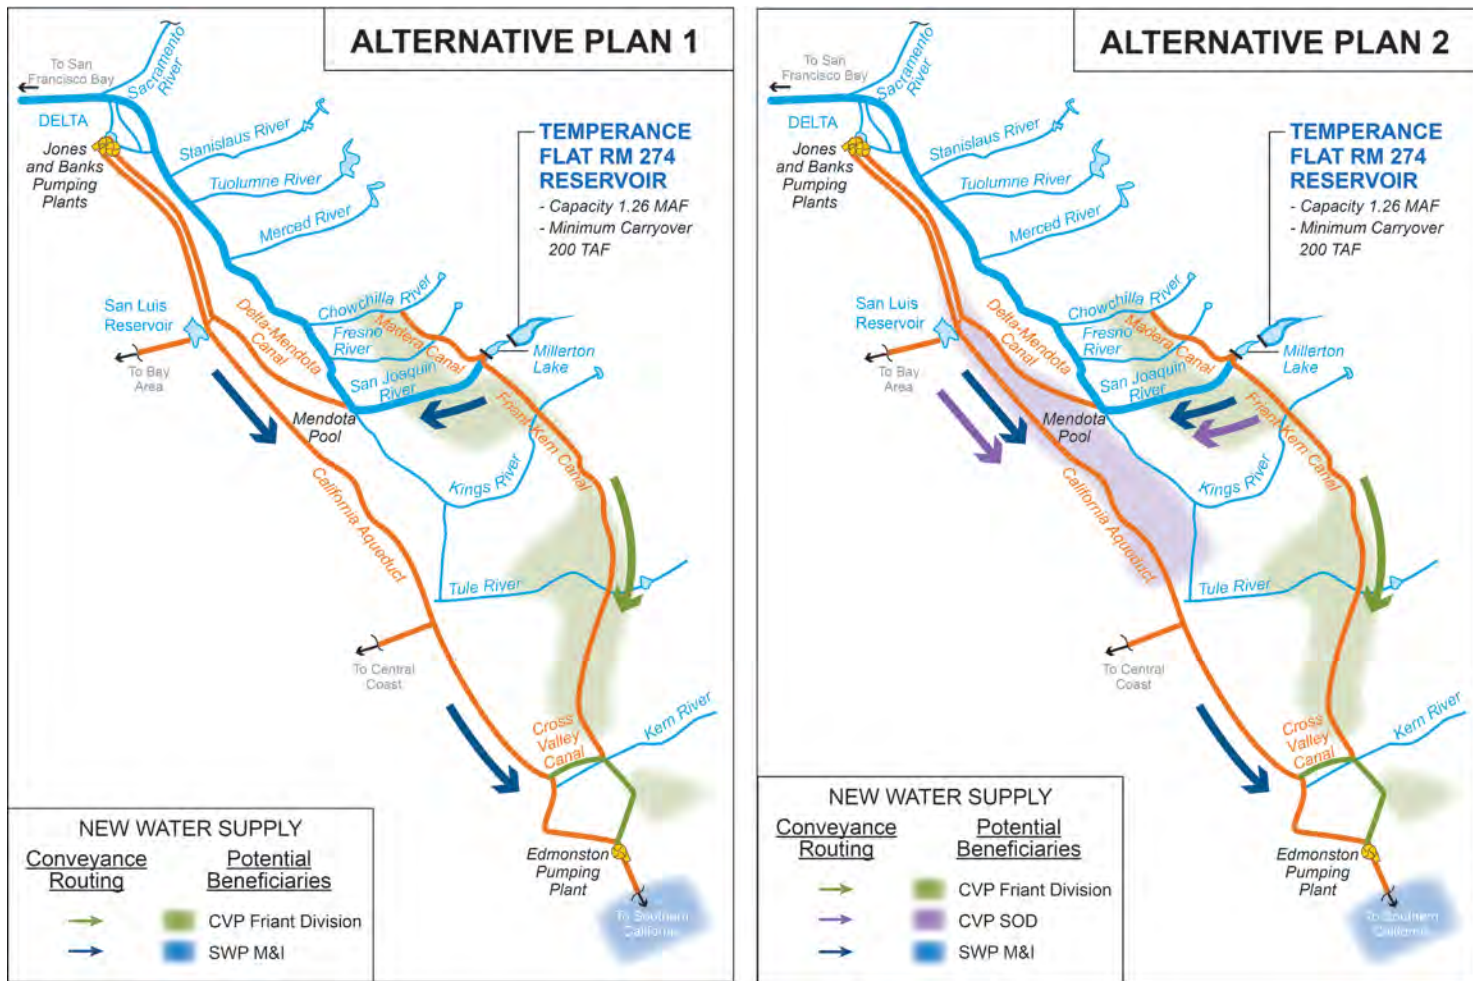 ALTERNATIVE PLAN 1
To San
Francisco Bay
Sacramento
River
DELTA
Jones
and Banks
Pumping
Plants
Stanislaus River
Tuolumne River
Merced River
TEMPERANCE
FLAT RM 274
RESERVOIR
- Capacity 1.26 MAF
- Minimum Carryover
200 TAF
San Luis
Reservoir
To Bay
Area
Delta-Mendota
Canal
Chowchilla River
Madera Canal
Fresno
River
Millerton
Lake
San Joaquin
River
Mendota
Pool
Friant Kern Canal
Kings River
California Aqueduct
Tule River
To Central
Coast
Cross
Valley
Canal
Kern River
Edmonston
Pumping
Plant
To Southern
California
NEW WATER SUPPLY
Conveyance
Routing
Potential
Beneficiaries
CVP Friant Division
SWP M&I
ALTERNATIVE PLAN 2
To San
Francisco Bay
Sacramento
River
DELTA
Jones
and Banks
Pumping
Plants
Stanislaus River
Tuolumne River
Merced River
TEMPERANCE
FLAT RM 274
RESERVOIR
- Capacity 1.26 MAF
- Minimum Carryover
200 TAF
San Luis
Reservoir
To Bay
Area
Delta-Mendota
Canal
Chowchilla River
Madera Canal
Fresno
River
Millerton
Lake
San Joaquin
River
Mendota
Pool
Friant Kern Canal
Kings River
California Aqueduct
Tule River
To Central
Coast
Cross
Valley
Canal
Kern River
Edmonston
Pumping
Plant
To Southern
California
NEW WATER SUPPLY
Conveyance
Routing
Potential
Beneficiaries
CVP Friant Division
CVP SOD
SWP M&I